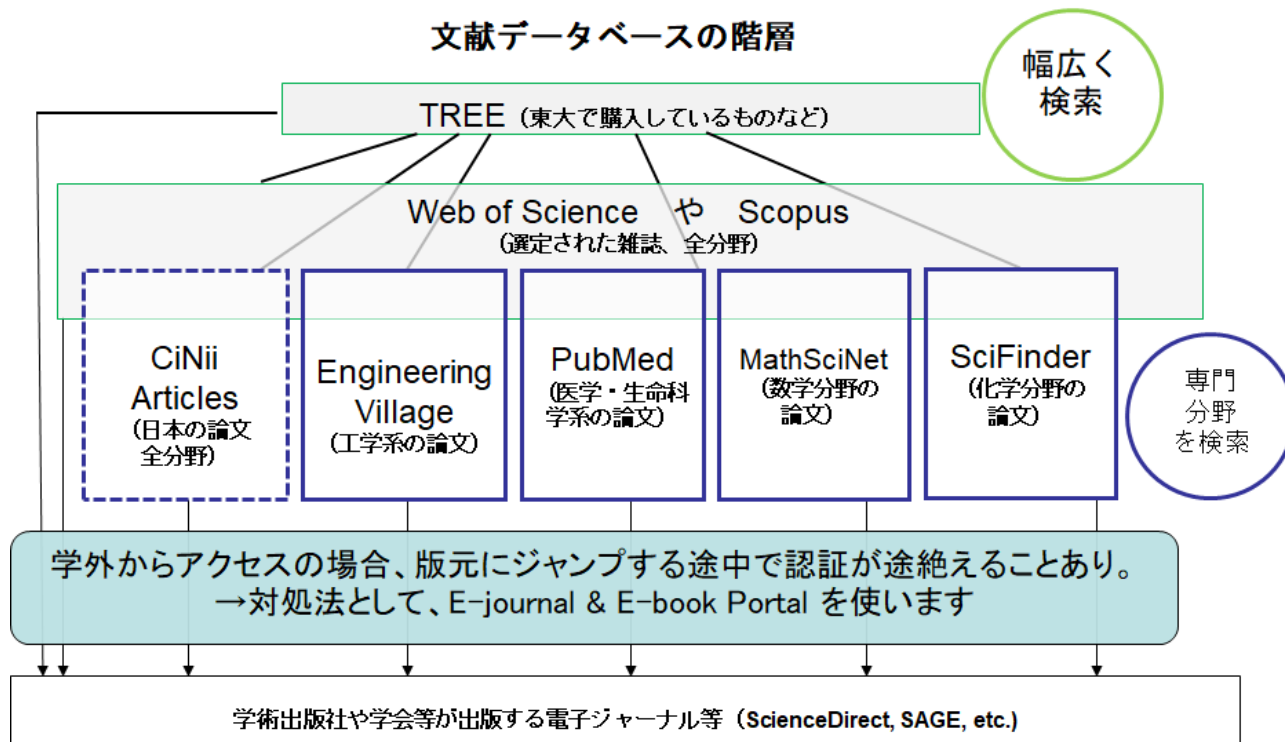 文献データベースの階層
幅広く
検索
TREE（東大で購入しているものなど）
Web of Science　や　Scopus
（選定された雑誌、全分野）
CiNii
Articles
（日本の論文
全分野）
Engineering
Village
（工学系の論文）
PubMed
（医学・生命科
学系の論文）
MathSciNet
（数学分野の
論文）
SciFinder
（化学分野の
論文）
専門
分野
を検索
学外からアクセスの場合、版元にジャンプする途中で認証が途絶えることあり。
→対処法として、E-journal & E-book Portal を使います
学術出版社や学会等が出版する電子ジャーナル等（ScienceDirect, SAGE, etc.)